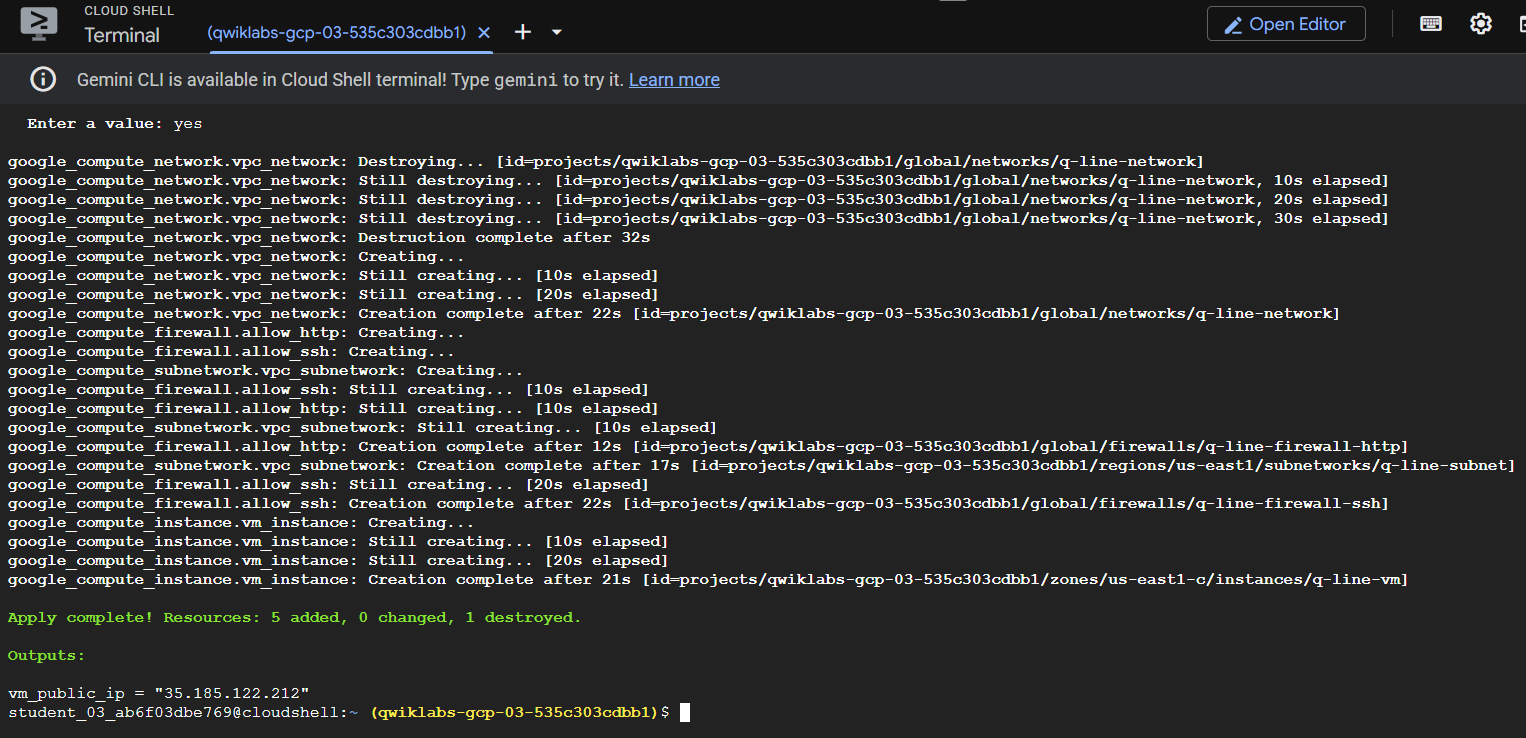 CLOUD SHELL
Terminal
(qwiklabs-gcp-03-535c303cdbb1)
Open Editor
Gemini CLI is available in Cloud Shell terminal! Type gemini to try it. Learn more
Enter a value: yes
google_compute_network.vpc_network: Destroying... [id=projects/qwiklabs-gcp-03-535c303cdbb1/global/networks/q-line-network]
google_compute_network.vpc_network: Still destroying... [id=projects/qwiklabs-gcp-03-535c303cdbb1/global/networks/q-line-network, 10s elapsed]
google_compute_network.vpc_network: Still destroying... [id=projects/qwiklabs-gcp-03-535c303cdbb1/global/networks/q-line-network, 20s elapsed]
google_compute_network.vpc_network: Still destroying... [id=projects/qwiklabs-gcp-03-535c303cdbb1/global/networks/q-line-network, 30s elapsed]
google_compute_network.vpc_network: Destruction complete after 32s
google_compute_network.vpc_network: Creating...
google_compute_network.vpc_network: Still creating... [10s elapsed]
google_compute_network.vpc_network: Still creating... [20s elapsed]
google_compute_network.vpc_network: Creation complete after 22s [id=projects/qwiklabs-gcp-03-535c303cdbb1/global/networks/q-line-network]
google_compute_firewall.allow_http: Creating...
google_compute_firewall.allow_ssh: Creating...
google_compute_subnetwork.vpc_subnetwork: Creating...
google_compute_firewall.allow_ssh: Still creating... [10s elapsed]
google_compute_firewall.allow_http: Still creating... [10s elapsed]
google_compute_subnetwork.vpc_subnetwork: Still creating... [10s elapsed]
google_compute_firewall.allow_http: Creation complete after 12s [id=projects/qwiklabs-gcp-03-535c303cdbb1/global/firewalls/q-line-firewall-http]
google_compute_subnetwork.vpc_subnetwork: Creation complete after 17s [id=projects/qwiklabs-gcp-03-535c303cdbb1/regions/us-east1/subnetworks/q-line-subnet]
google_compute_firewall.allow_ssh: Still creating... [20s elapsed]
google_compute_firewall.allow_ssh: Creation complete after 22s [id=projects/qwiklabs-gcp-03-535c303cdbb1/global/firewalls/q-line-firewall-ssh]
google_compute_instance.vm_instance: Creating...
google_compute_instance.vm_instance: Still creating... [10s elapsed]
google_compute_instance.vm_instance: Still creating... [20s elapsed]
google_compute_instance.vm_instance: Creation complete after 21s [id=projects/qwiklabs-gcp-03-535c303cdbb1/zones/us-east1-c/instances/q-line-vm]
Apply complete! Resources: 5 added, 0 changed, 1 destroyed.
Outputs:
vm_public_ip = "35.185.122.212"
student_03_ab6f03dbe769@cloudshell:~ (qwiklabs-gcp-03-535c303cdbb1)$